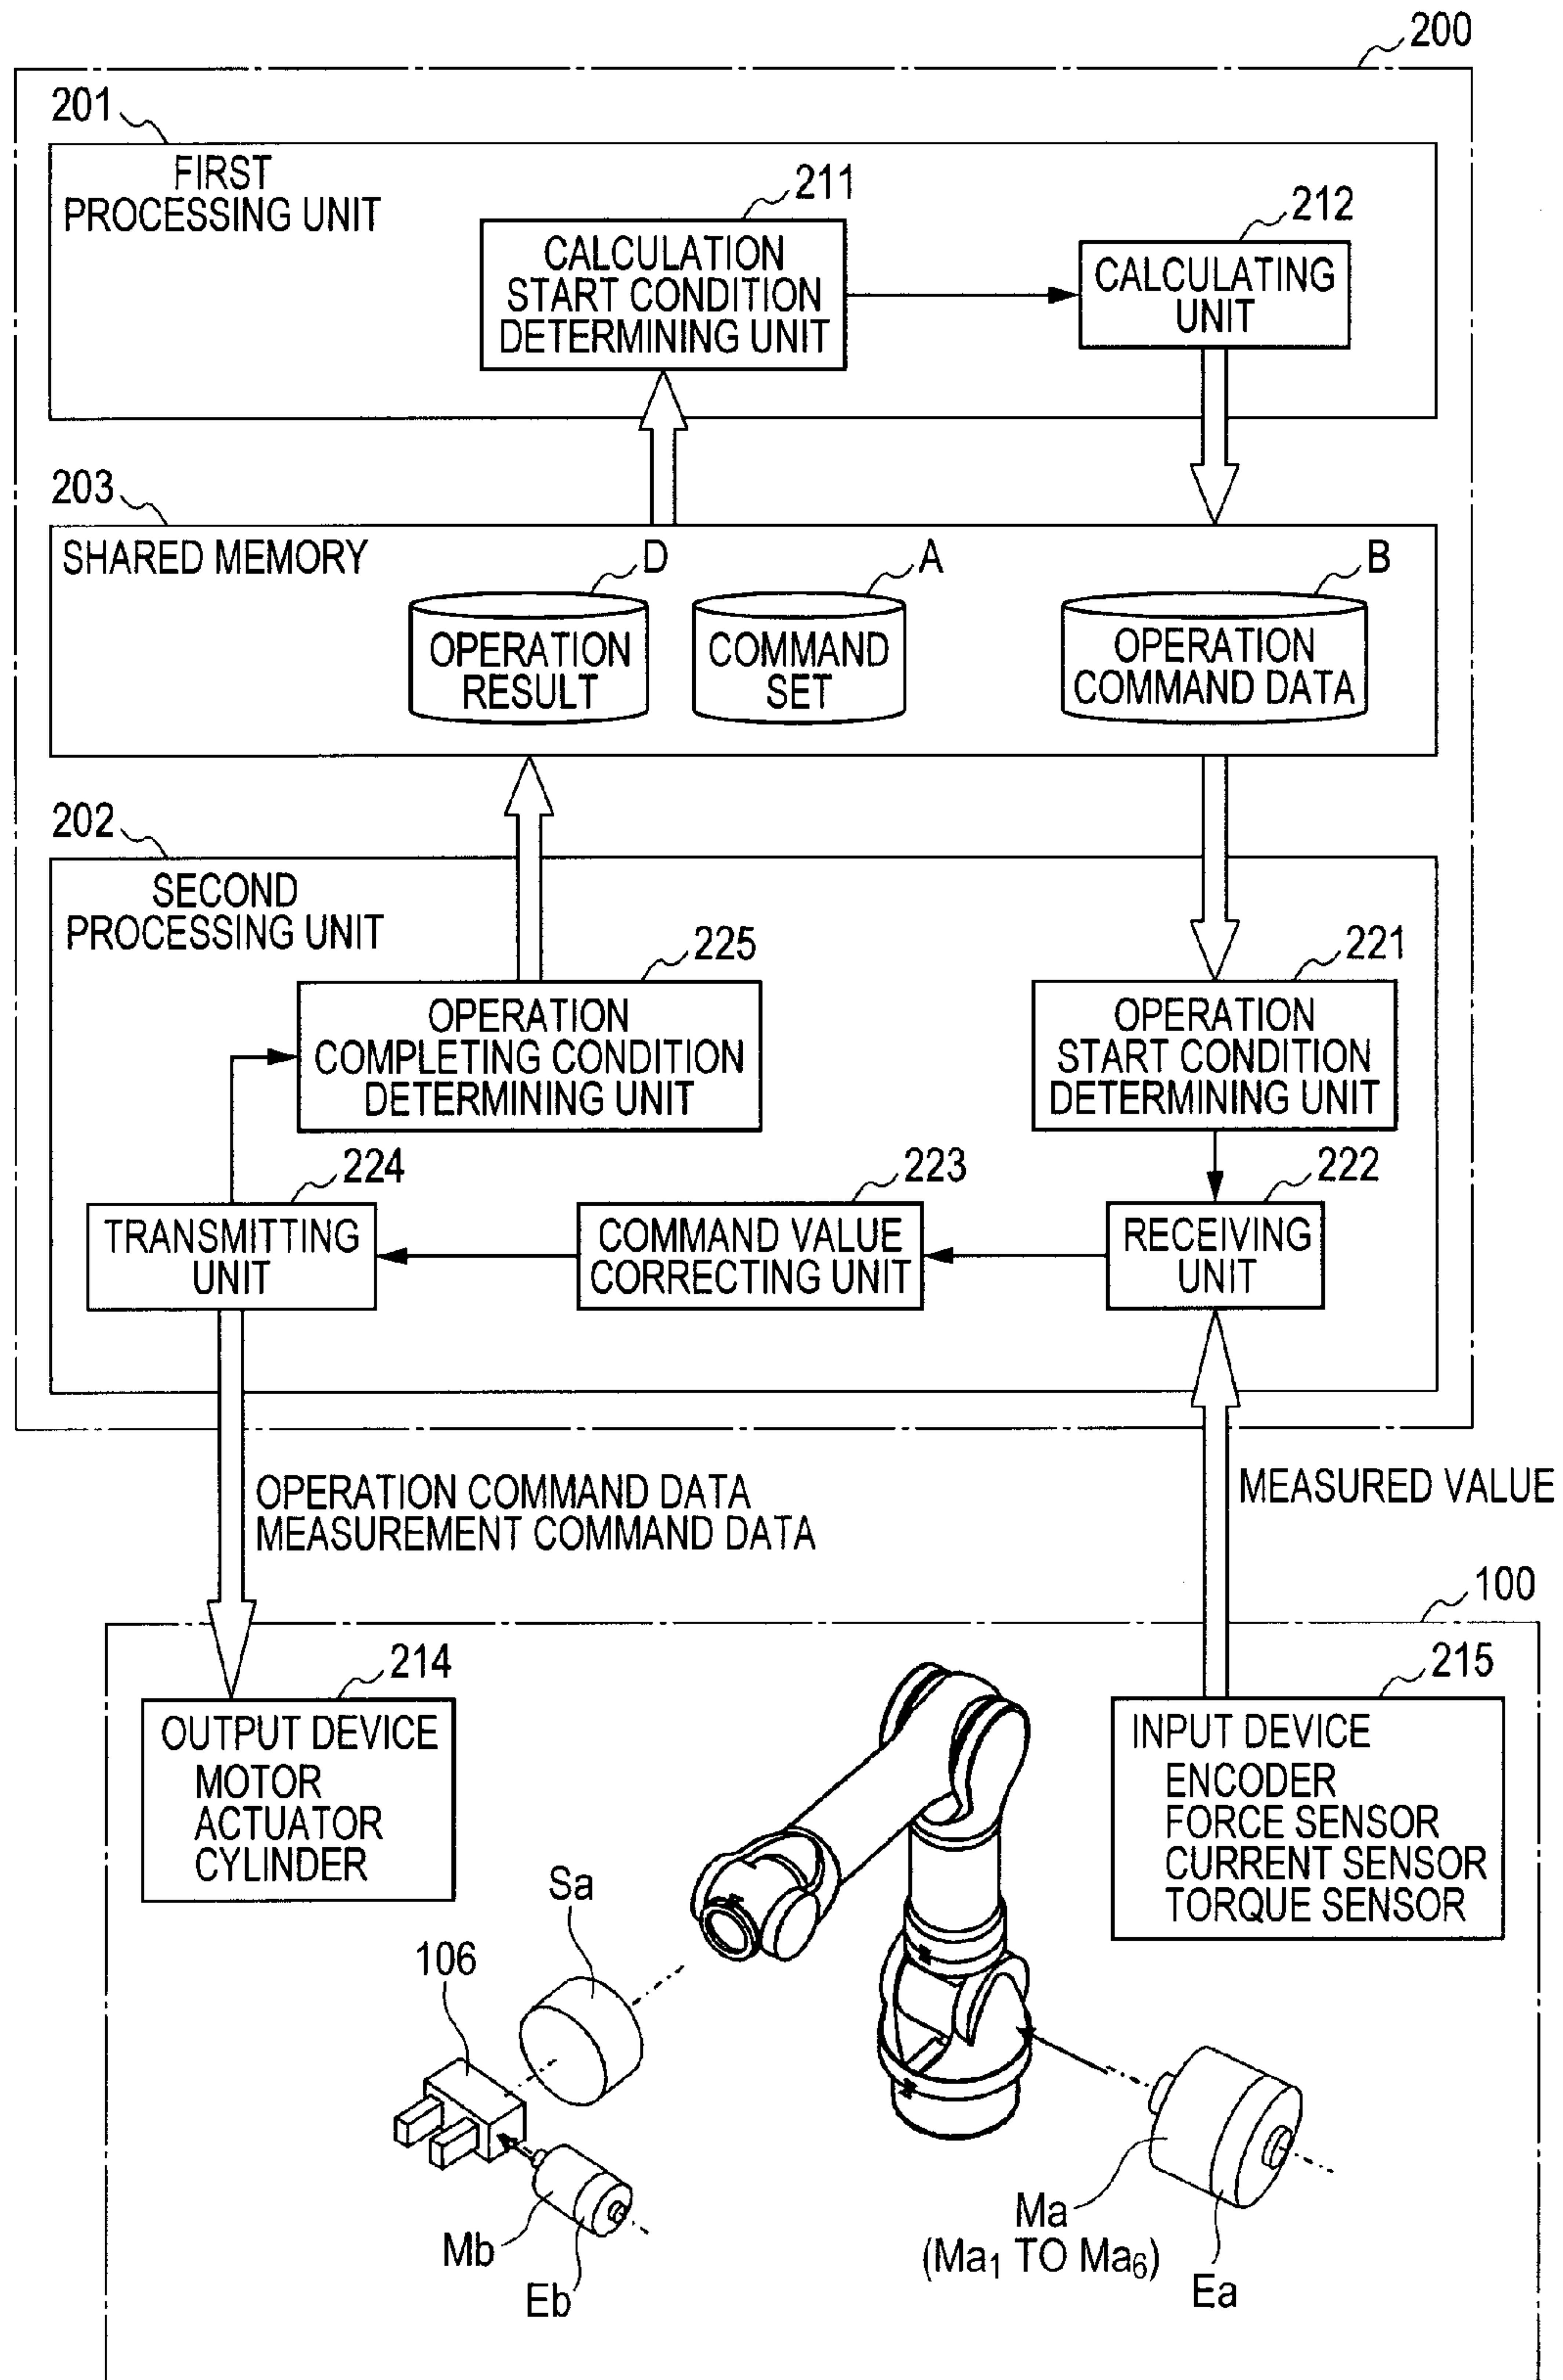 200
201
FIRST
PROCESSING UNIT
211
CALCULATION
START CONDITION
DETERMINING UNIT
212
CALCULATING
UNIT
203
SHARED MEMORY
D
OPERATION
RESULT
A
COMMAND
SET
B
OPERATION
COMMAND DATA
202
SECOND
PROCESSING UNIT
225
OPERATION
COMPLETING CONDITION
DETERMINING UNIT
221
OPERATION
START CONDITION
DETERMINING UNIT
224
TRANSMITTING
UNIT
223
COMMAND VALUE
CORRECTING UNIT
222
RECEIVING
UNIT
OPERATION COMMAND DATA
MEASUREMENT COMMAND DATA
MEASURED VALUE
100
214
OUTPUT DEVICE
MOTOR
ACTUATOR
CYLINDER
215
INPUT DEVICE
ENCODER
FORCE SENSOR
CURRENT SENSOR
TORQUE SENSOR
Sa
106
Mb
Eb
Ma
(Ma1 TO Ma6)
Ea